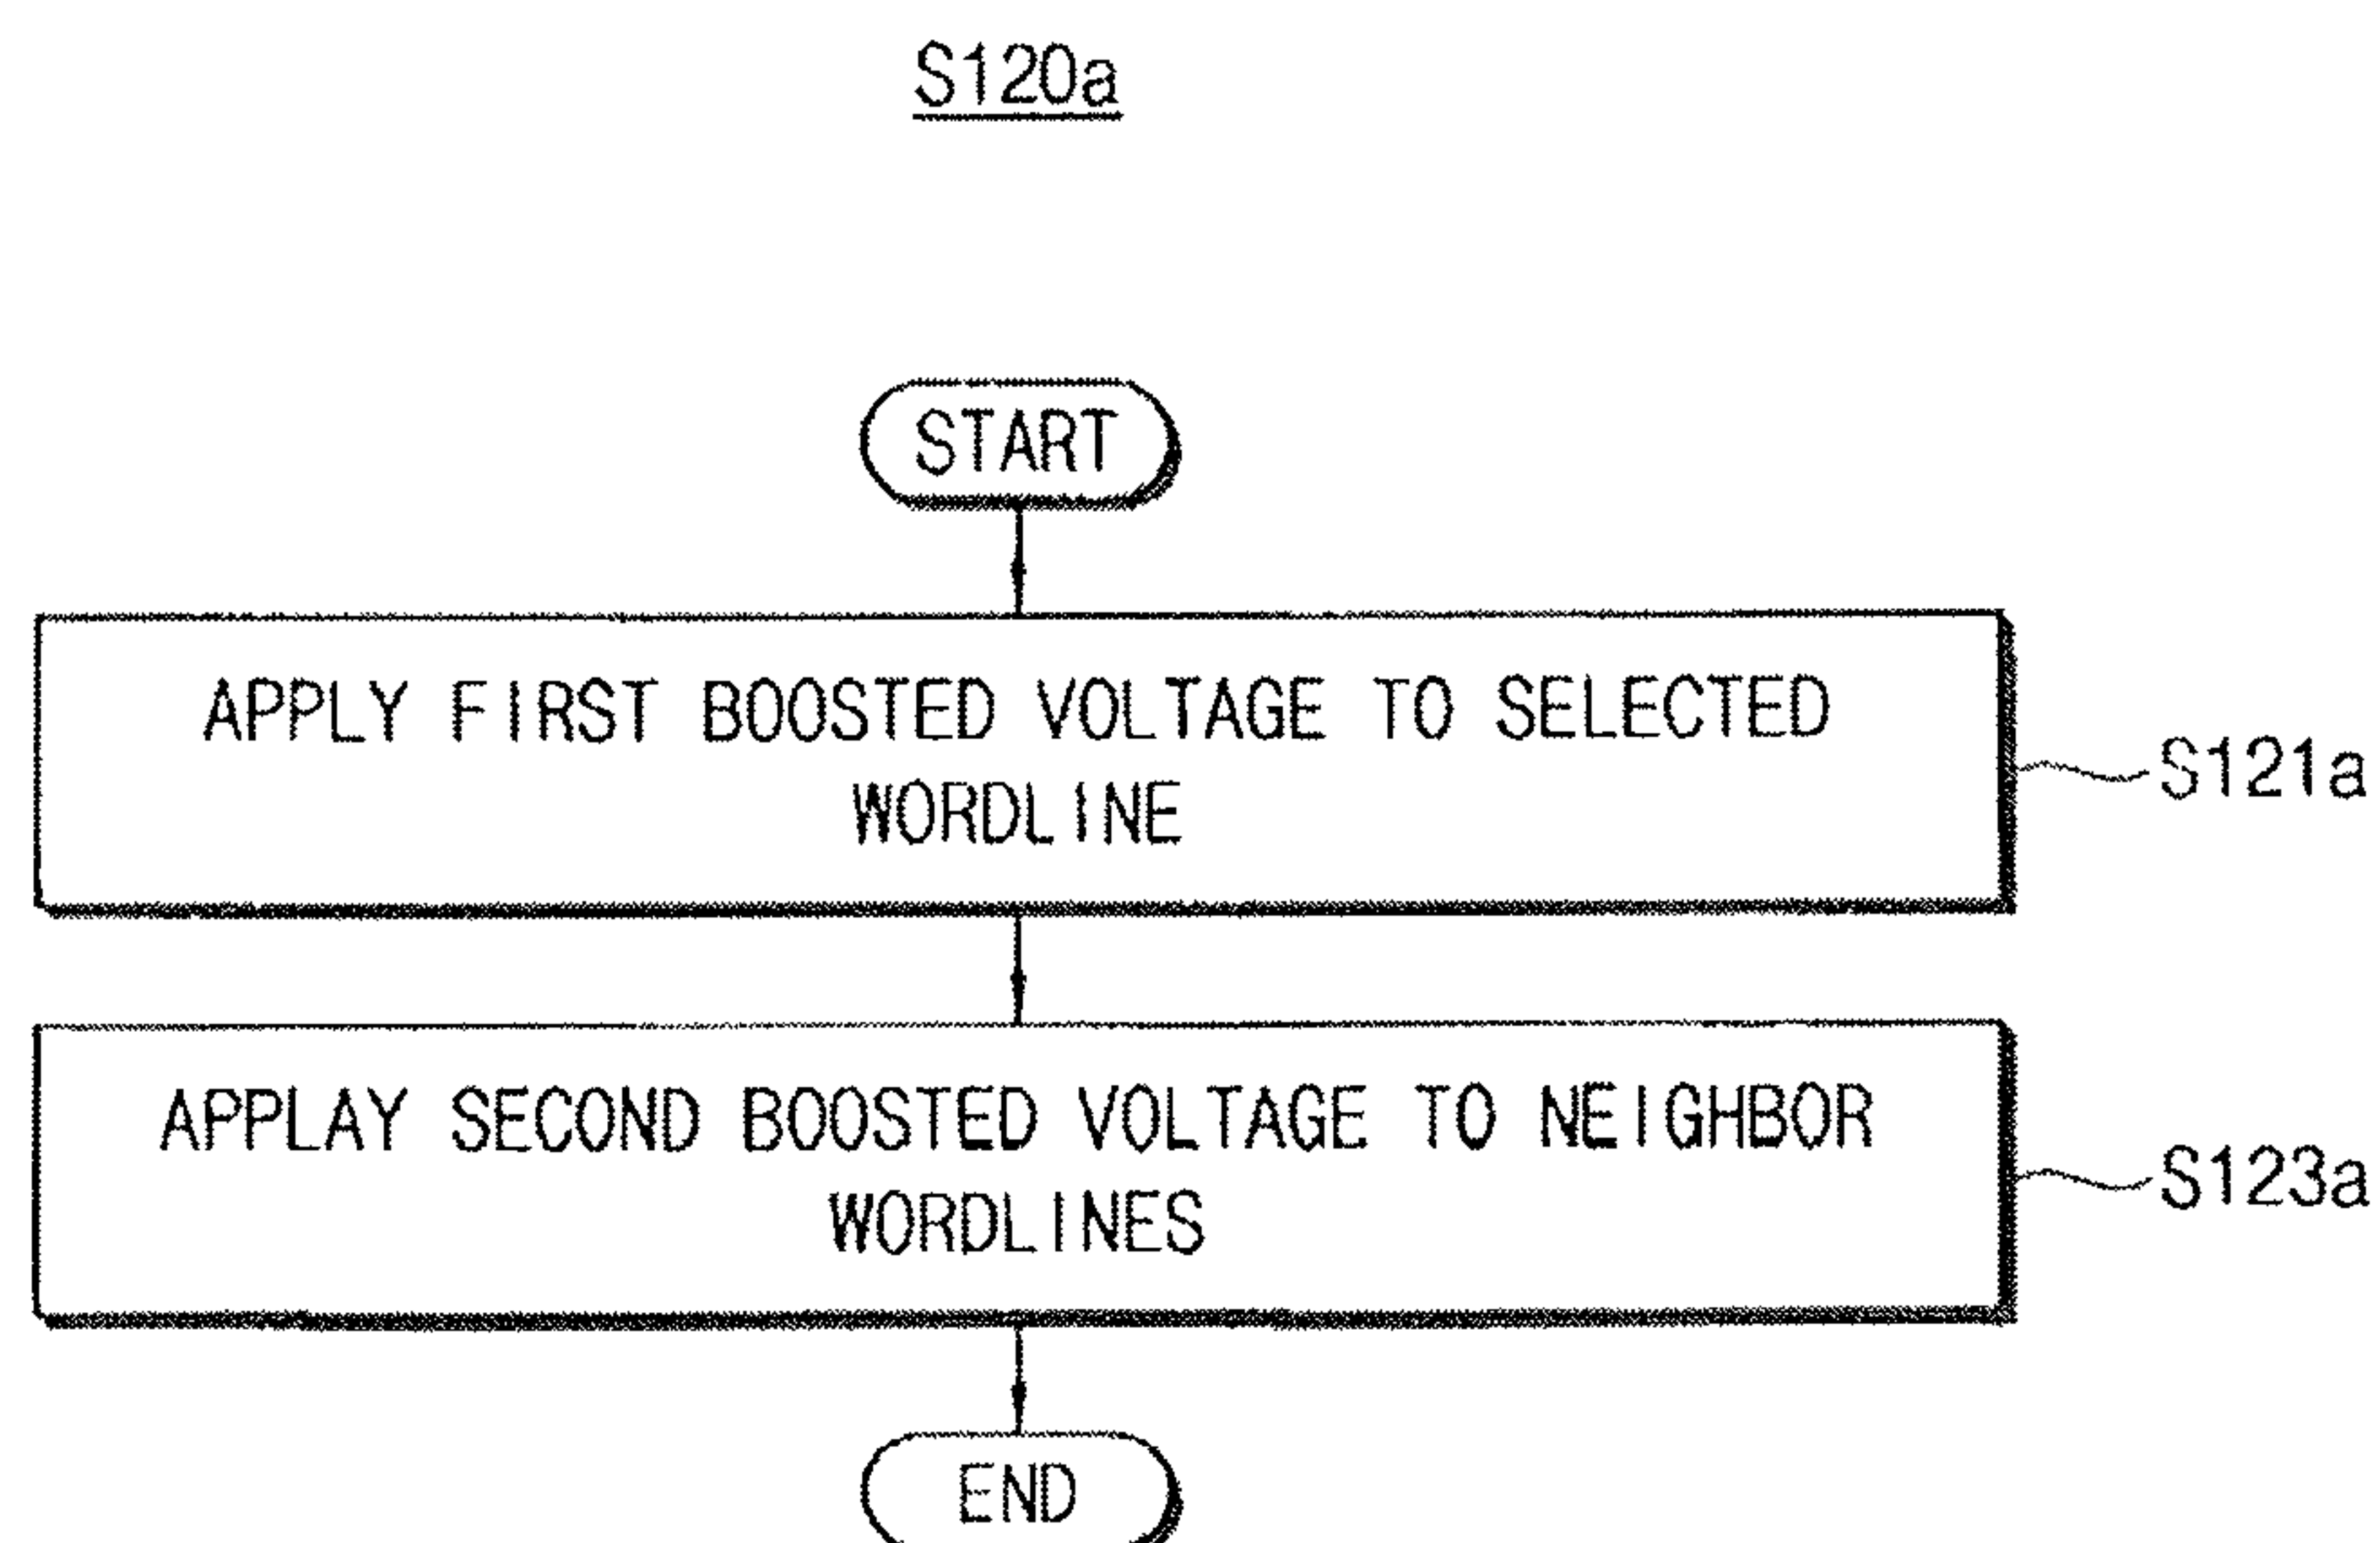 S120a
START
APPLY FIRST BOOSTED VOLTAGE TO SELECTED
WORDLINE
S121a
APPLAY SECOND BOOSTED VOLTAGE TO NEIGHBOR
WORDLINES
S123a
END